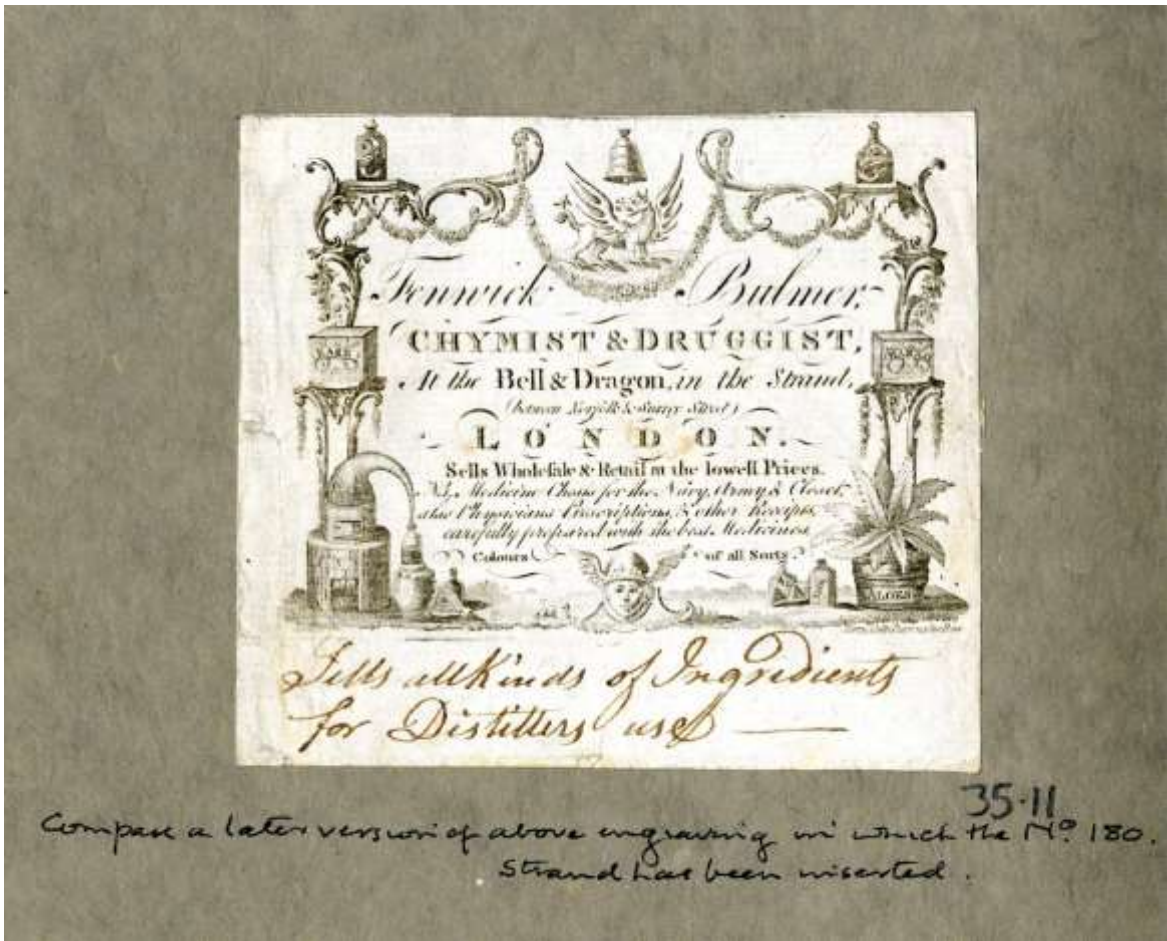 Fenwick Bulmer,
CHYMIST & DRUGGIST,
At the Bell & Dragon, in the Strand,
(between Norfolk & Surry Street)
LONDON.
Sells Wholesale & Retail at the lowest Prices.
NB. Medicine Chests for the Navy, Army & Closet,
also Physicians Prescriptions, & other Receipts,
carefully prepared with the best Medicines
Colours of all Sorts
BARK
ALOES
Sells all Kinds of Ingredients
for Distillers use
35·11
Compare a later version of above engraving in which the No 180.
Strand has been inserted.